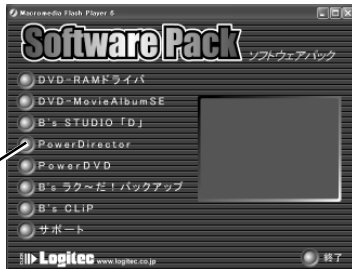 Macromedia Flash Player 6
Software Pack
ソフトウェアパック
DVD-RAMドライバ
DVD-MovieAlbumSE
B's STUDIO「D」
PowerDirector
PowerDVD
B's ラク～だ！バックアップ
B's CLiP
サポート
Logitec www.logitec.co.jp
終了